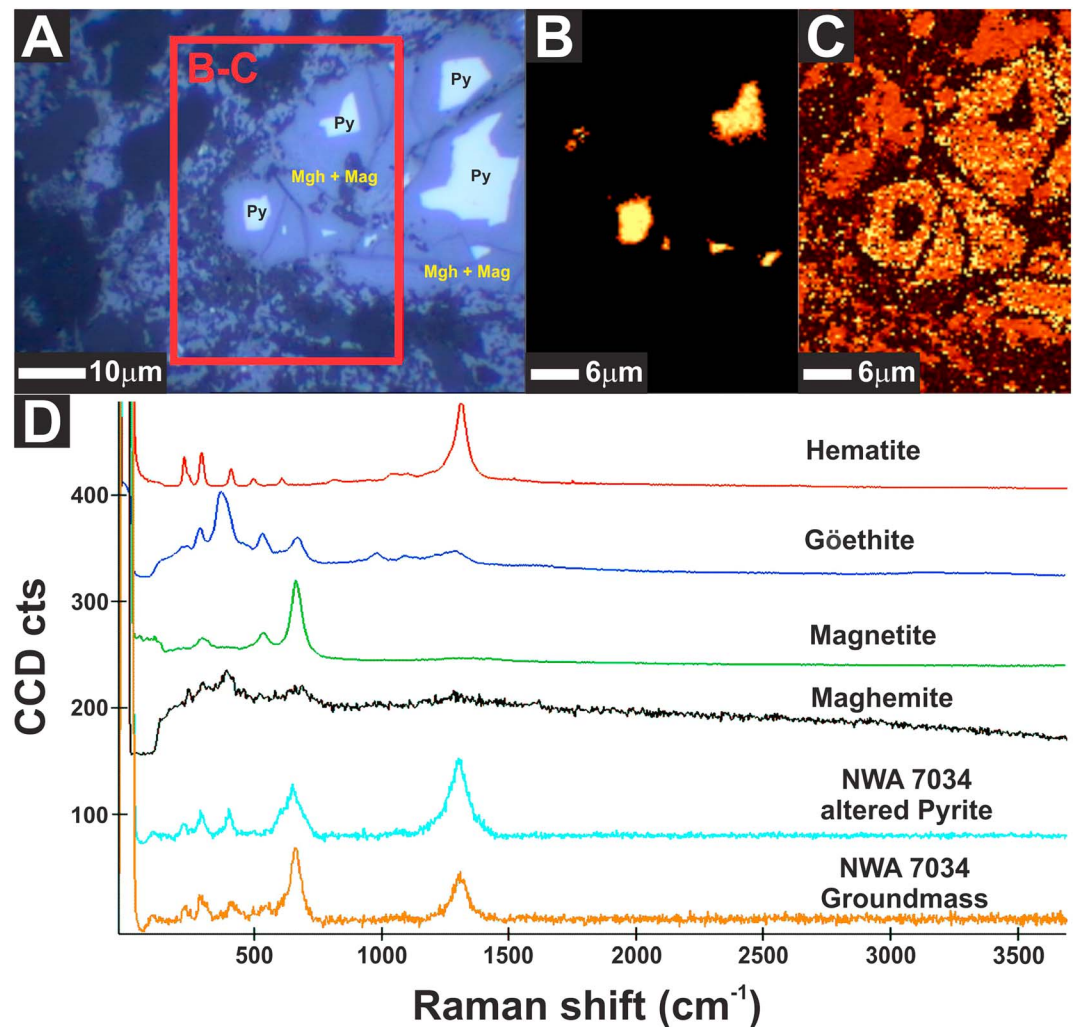 A
B-C
Py
Py
Py
Mgh + Mag
Py
Mgh + Mag
10μm
B
6μm
C
6μm
D
Hematite
400
Göethite
300
Magnetite
Maghemite
200
NWA 7034
altered Pyrite
100
NWA 7034
Groundmass
500 1000 1500 2000 2500 3000 3500
CCD cts
Raman shift (cm-1)